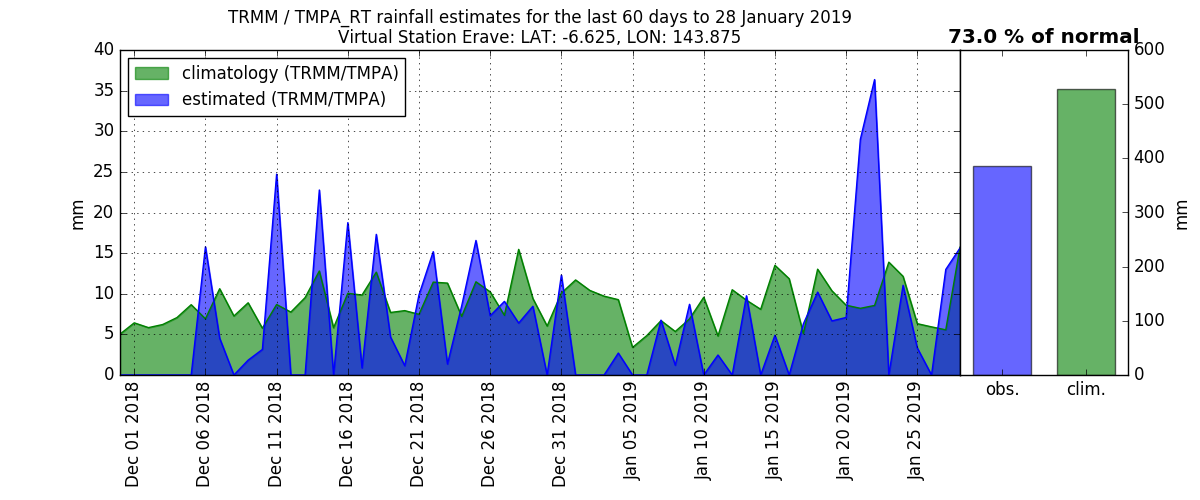 TRMM / TMPA_RT rainfall estimates for the last 60 days to 28 January 2019
Virtual Station Erave: LAT: -6.625, LON: 143.875
73.0 % of normal
climatology (TRMM/TMPA)
estimated (TRMM/TMPA)
mm
40
35
30
25
20
15
10
5
0
Dec 01 2018
Dec 06 2018
Dec 11 2018
Dec 16 2018
Dec 21 2018
Dec 26 2018
Dec 31 2018
Jan 05 2019
Jan 10 2019
Jan 15 2019
Jan 20 2019
Jan 25 2019
obs.
clim.
600
500
400
300
200
100
0
mm